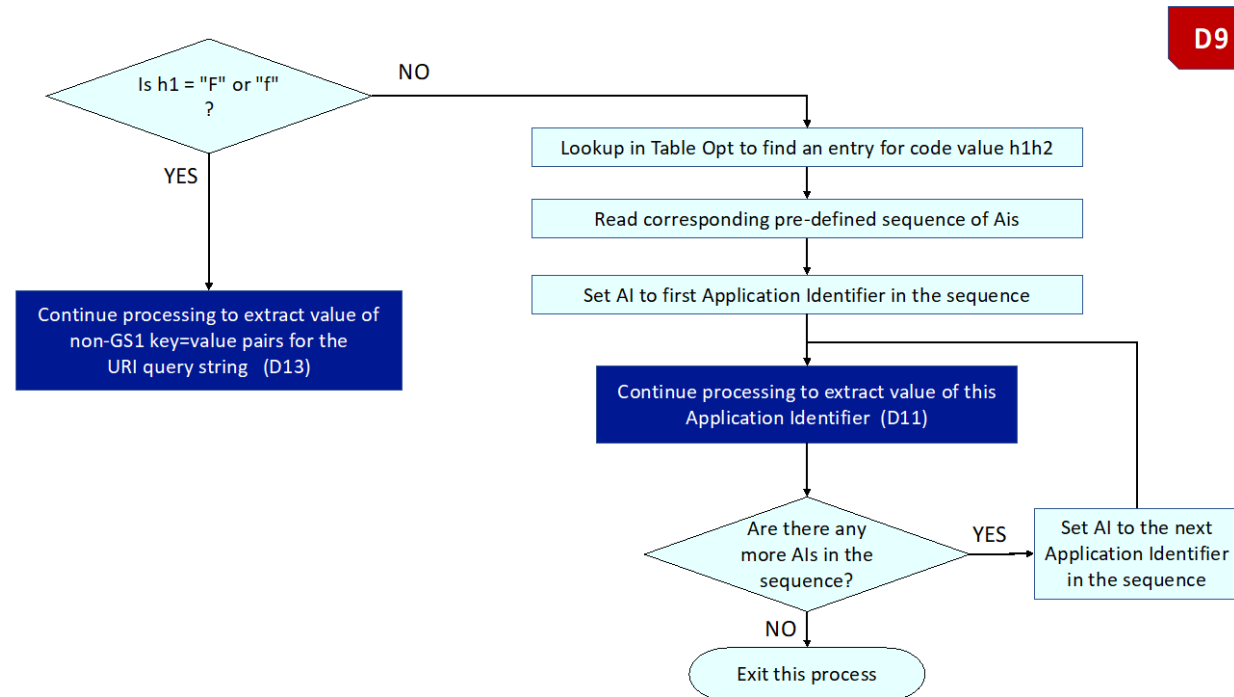 D9
Is h1 = "F" or "f"
?
NO
YES
Lookup in Table Opt to find an entry for code value h1h2
Read corresponding pre-defined sequence of Ais
Set AI to first Application Identifier in the sequence
Continue processing to extract value of
non-GS1 key=value pairs for the
URI query string (D13)
Continue processing to extract value of this
Application Identifier (D11)
Are there any
more AIs in the
sequence?
YES
Set AI to the next
Application Identifier
in the sequence
NO
Exit this process